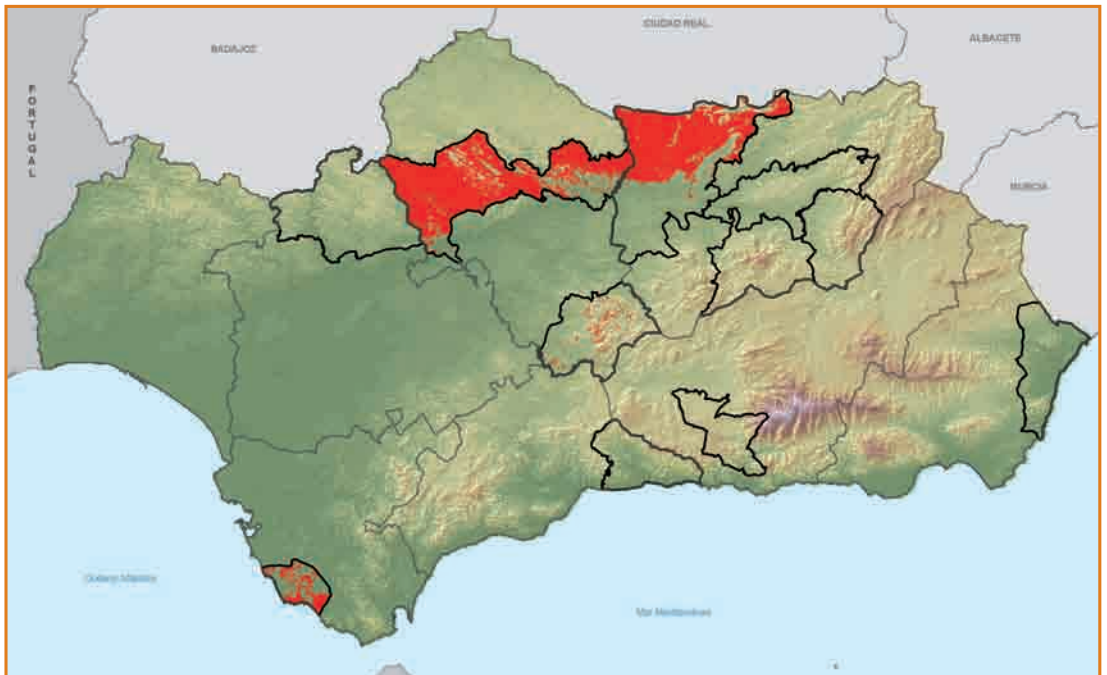 CIUDAD REAL
BADAJOZ
ALBACETE
PORTUGAL
MURCIA
Océano Atlántico
Mar Mediterráneo